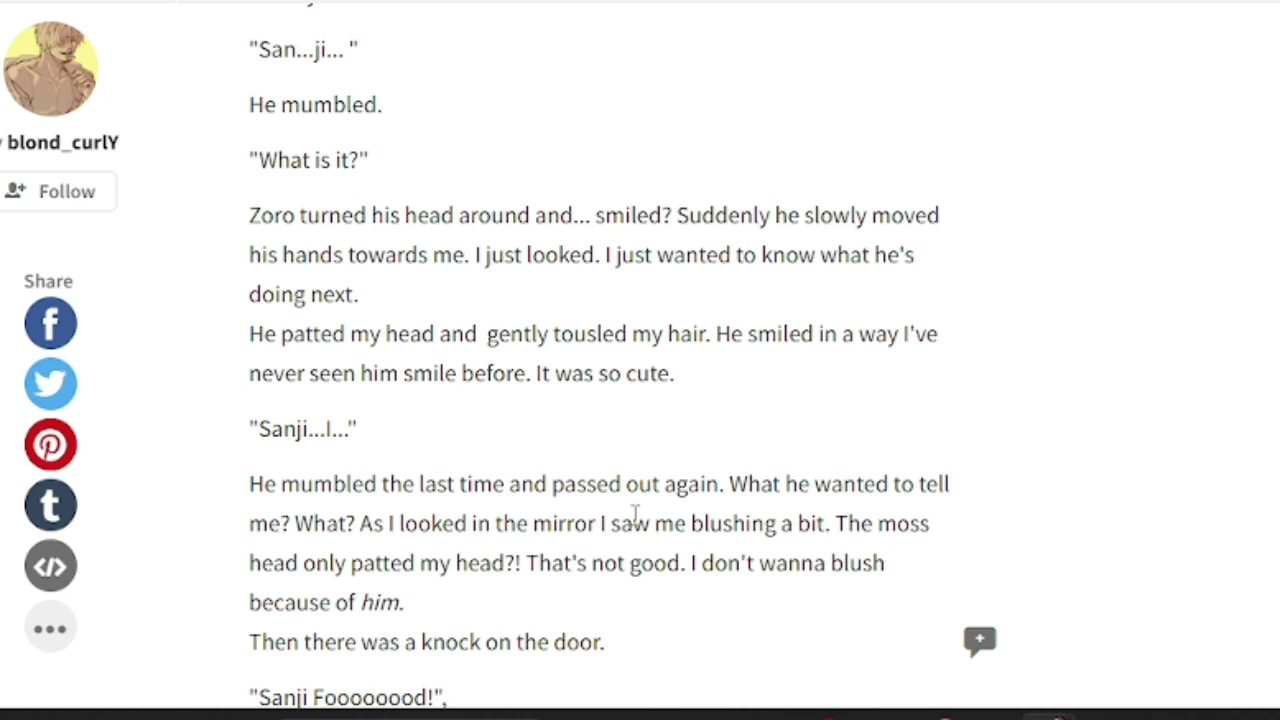 "San...ji... "
He mumbled.
blond_curlY
"What is it?"
Follow
Zoro turned his head around and... smiled? Suddenly he slowly moved
his hands towards me. I just looked. I just wanted to know what he's
doing next.
Share
He patted my head and  gently tousled my hair. He smiled in a way I've
never seen him smile before. It was so cute.
"Sanji...I..."
He mumbled the last time and passed out again. What he wanted to tell
me? What? As I looked in the mirror I saw me blushing a bit. The moss
head only patted my head?! That's not good. I don't wanna blush
because of him.
Then there was a knock on the door.
"Sanji Foooooood!",